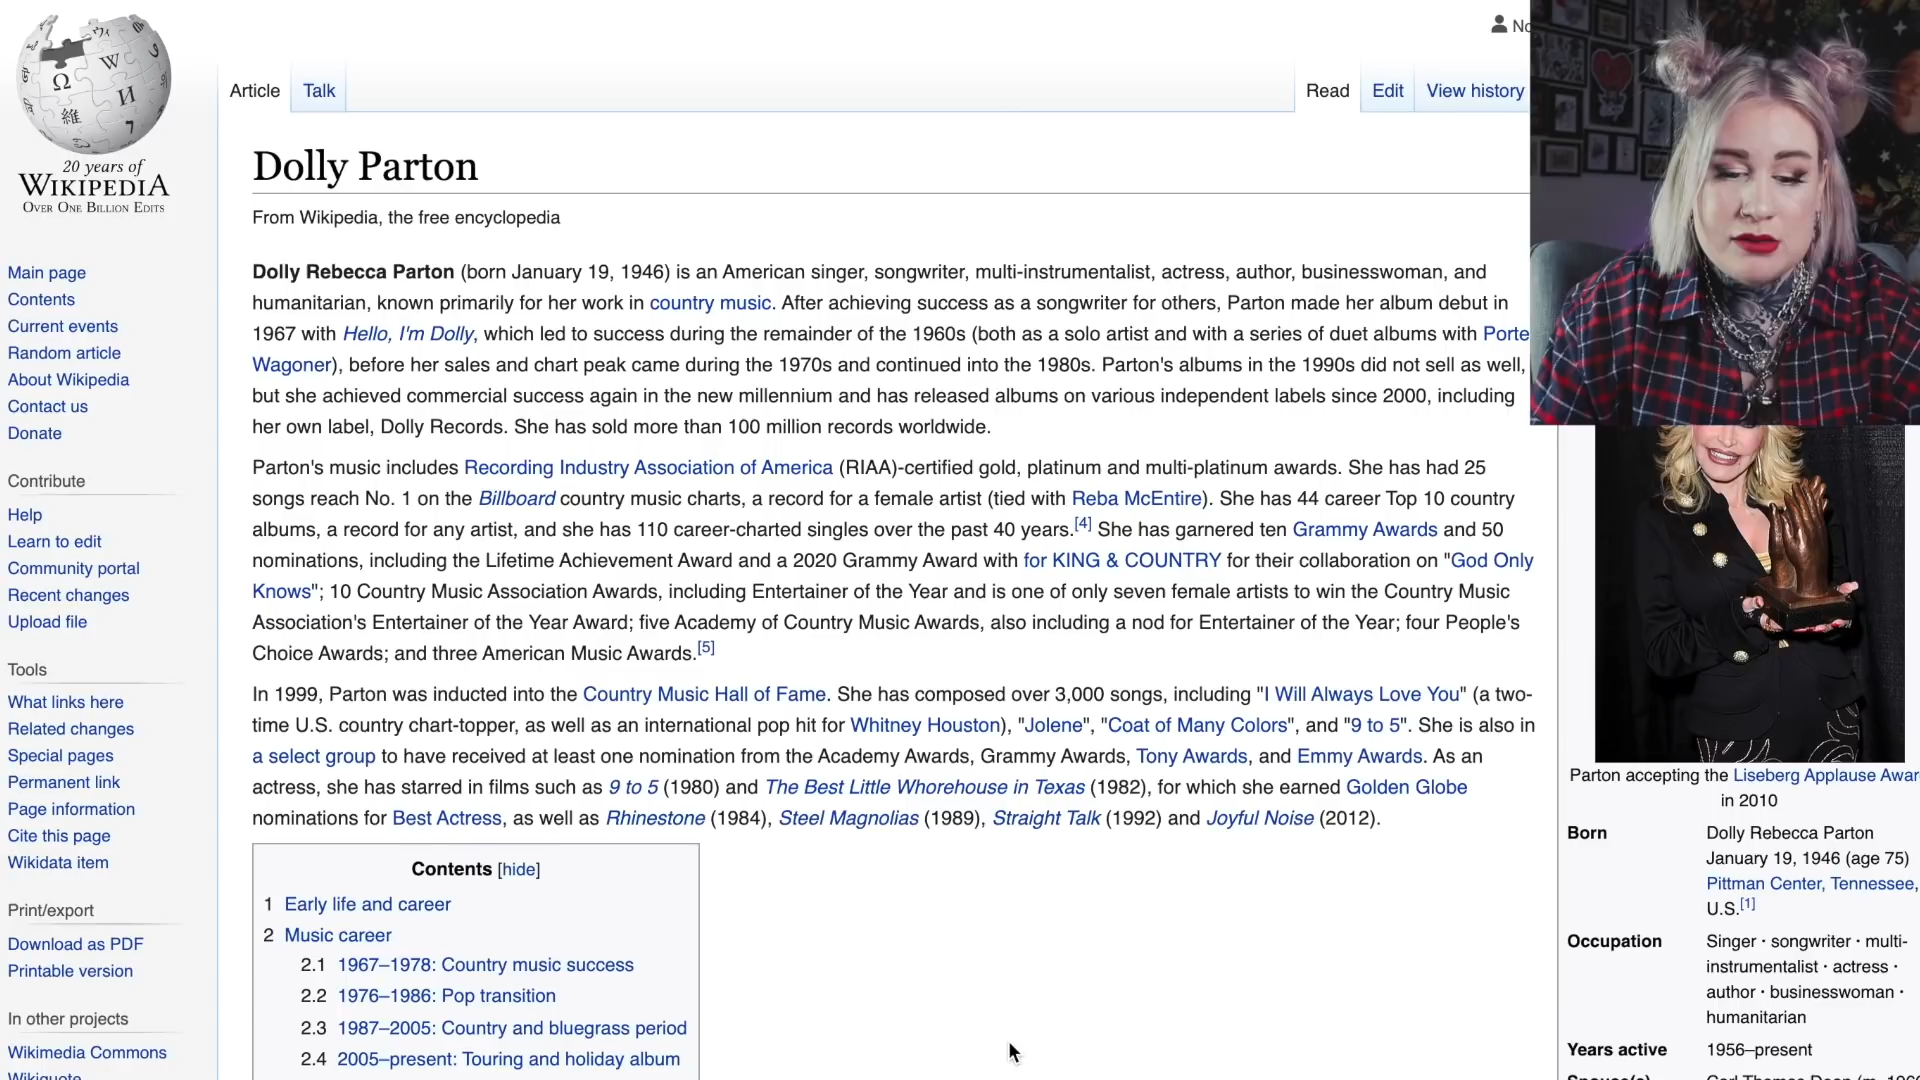 20 years of
WIKIPEDIA
OVER ONE BILLION EDITS
Main page
Contents
Current events
Random article
About Wikipedia
Contact us
Donate
Contribute
Help
Learn to edit
Community portal
Recent changes
Upload file
Tools
What links here
Related changes
Special pages
Permanent link
Page information
Cite this page
Wikidata item
Print/export
Download as PDF
Printable version
In other projects
Wikimedia Commons
Wikiquote
Article Talk
Read Edit View history
Dolly Parton
From Wikipedia, the free encyclopedia
Dolly Rebecca Parton (born January 19, 1946) is an American singer, songwriter, multi-instrumentalist, actress, author, businesswoman, and
humanitarian, known primarily for her work in country music. After achieving success as a songwriter for others, Parton made her album debut in
1967 with Hello, I'm Dolly, which led to success during the remainder of the 1960s (both as a solo artist and with a series of duet albums with Porte
Wagoner), before her sales and chart peak came during the 1970s and continued into the 1980s. Parton's albums in the 1990s did not sell as well,
but she achieved commercial success again in the new millennium and has released albums on various independent labels since 2000, including
her own label, Dolly Records. She has sold more than 100 million records worldwide.
Parton's music includes Recording Industry Association of America (RIAA)-certified gold, platinum and multi-platinum awards. She has had 25
songs reach No. 1 on the Billboard country music charts, a record for a female artist (tied with Reba McEntire). She has 44 career Top 10 country
albums, a record for any artist, and she has 110 career-charted singles over the past 40 years.[4] She has garnered ten Grammy Awards and 50
nominations, including the Lifetime Achievement Award and a 2020 Grammy Award with for KING & COUNTRY for their collaboration on "God Only
Knows"; 10 Country Music Association Awards, including Entertainer of the Year and is one of only seven female artists to win the Country Music
Association's Entertainer of the Year Award; five Academy of Country Music Awards, also including a nod for Entertainer of the Year; four People's
Choice Awards; and three American Music Awards.[5]
In 1999, Parton was inducted into the Country Music Hall of Fame. She has composed over 3,000 songs, including "I Will Always Love You" (a two-
time U.S. country chart-topper, as well as an international pop hit for Whitney Houston), "Jolene", "Coat of Many Colors", and "9 to 5". She is also in
a select group to have received at least one nomination from the Academy Awards, Grammy Awards, Tony Awards, and Emmy Awards. As an
actress, she has starred in films such as 9 to 5 (1980) and The Best Little Whorehouse in Texas (1982), for which she earned Golden Globe
nominations for Best Actress, as well as Rhinestone (1984), Steel Magnolias (1989), Straight Talk (1992) and Joyful Noise (2012).
Contents [hide]
1 Early life and career
2 Music career
2.1 1967–1978: Country music success
2.2 1976–1986: Pop transition
2.3 1987–2005: Country and bluegrass period
2.4 2005–present: Touring and holiday album
Parton accepting the Liseberg Applause Awar
in 2010
Born Dolly Rebecca Parton
January 19, 1946 (age 75)
Pittman Center, Tennessee,
U.S.[1]
Occupation Singer · songwriter · multi-
instrumentalist · actress ·
author · businesswoman ·
humanitarian
Years active 1956–present